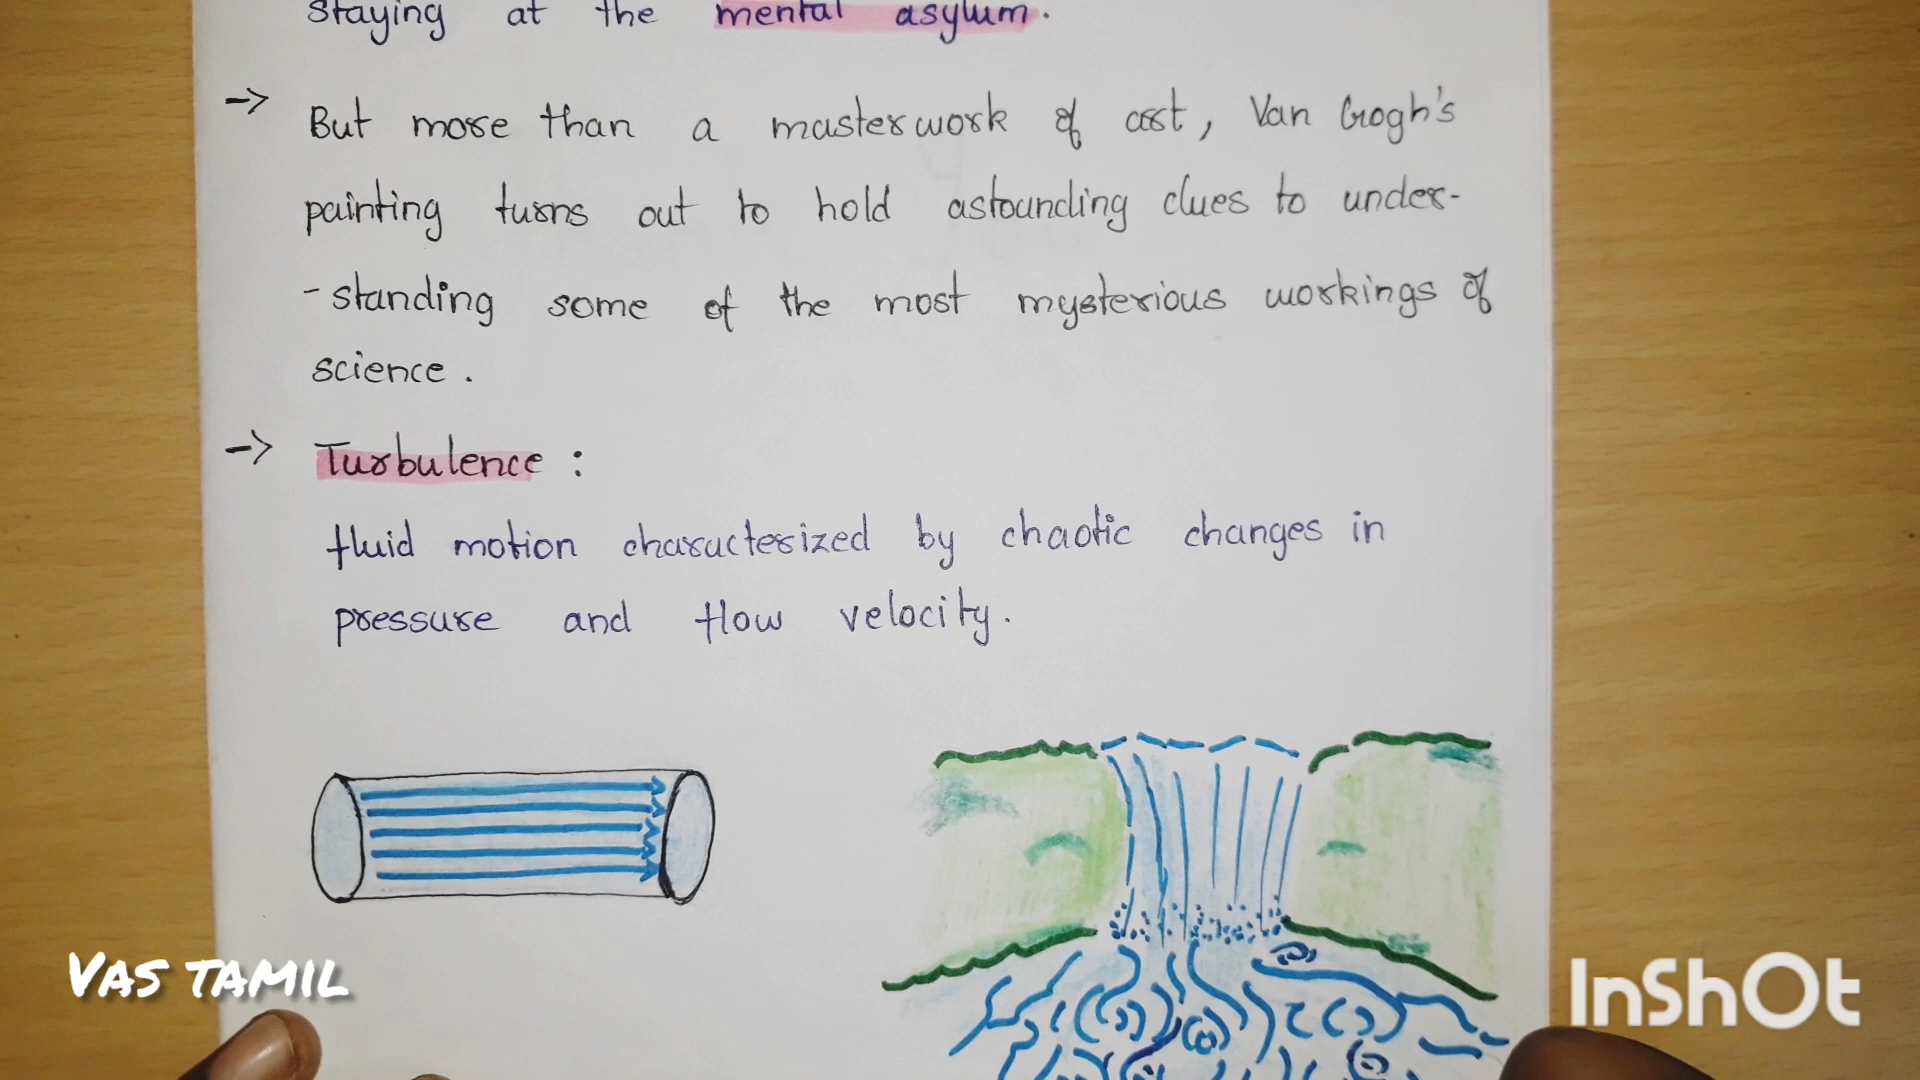 staying at the mental asylum.
-> But more than a masterwork of art, Van Gogh's
painting turns out to hold astounding clues to under-
-standing some of the most mysterious workings of
science.
-> Turbulence :
fluid motion characterized by chaotic changes in
pressure and flow velocity.
VAS TAMIL
InShOt